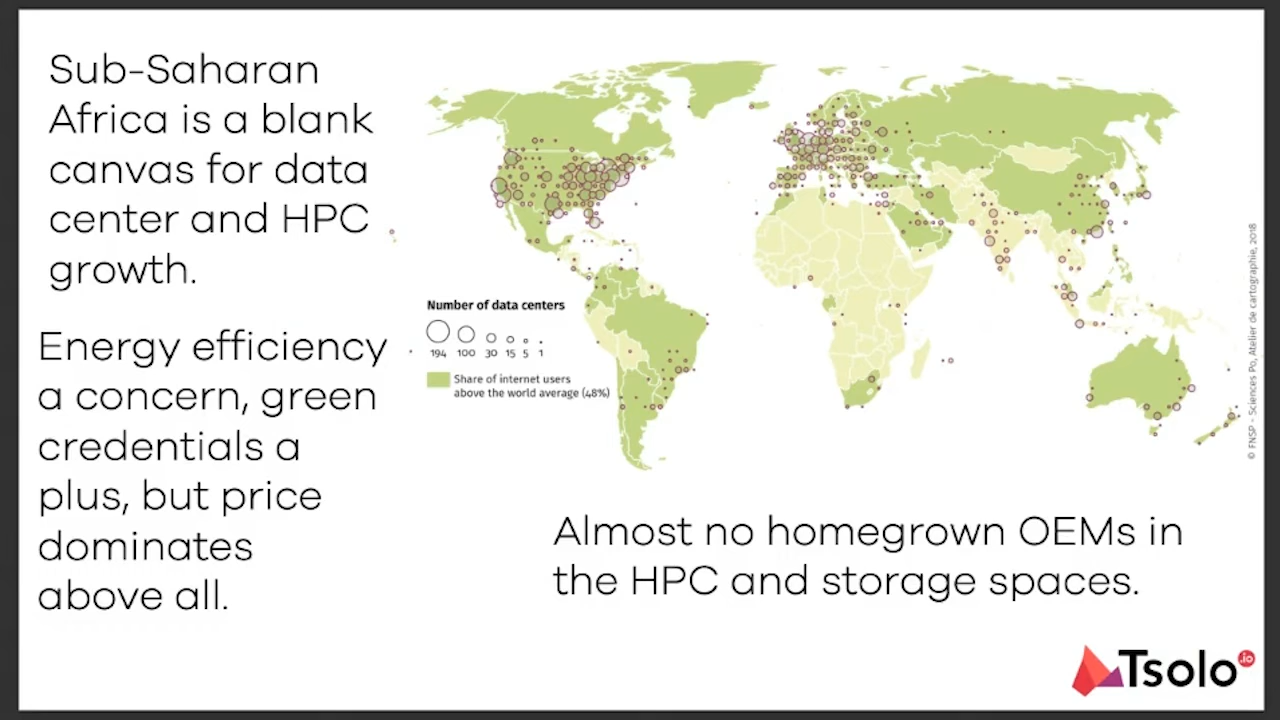 Sub-Saharan
Africa is a blank
canvas for data
center and HPC
growth.
Energy efficiency
a concern, green
credentials a
plus, but price
dominates
above all.
Number of data centers
194 100 30 15 5 1
Share of internet users
above the world average (48%)
© FNSP - Sciences Po, Atelier de cartographie, 2018
Almost no homegrown OEMs in
the HPC and storage spaces.
Tsolo.io